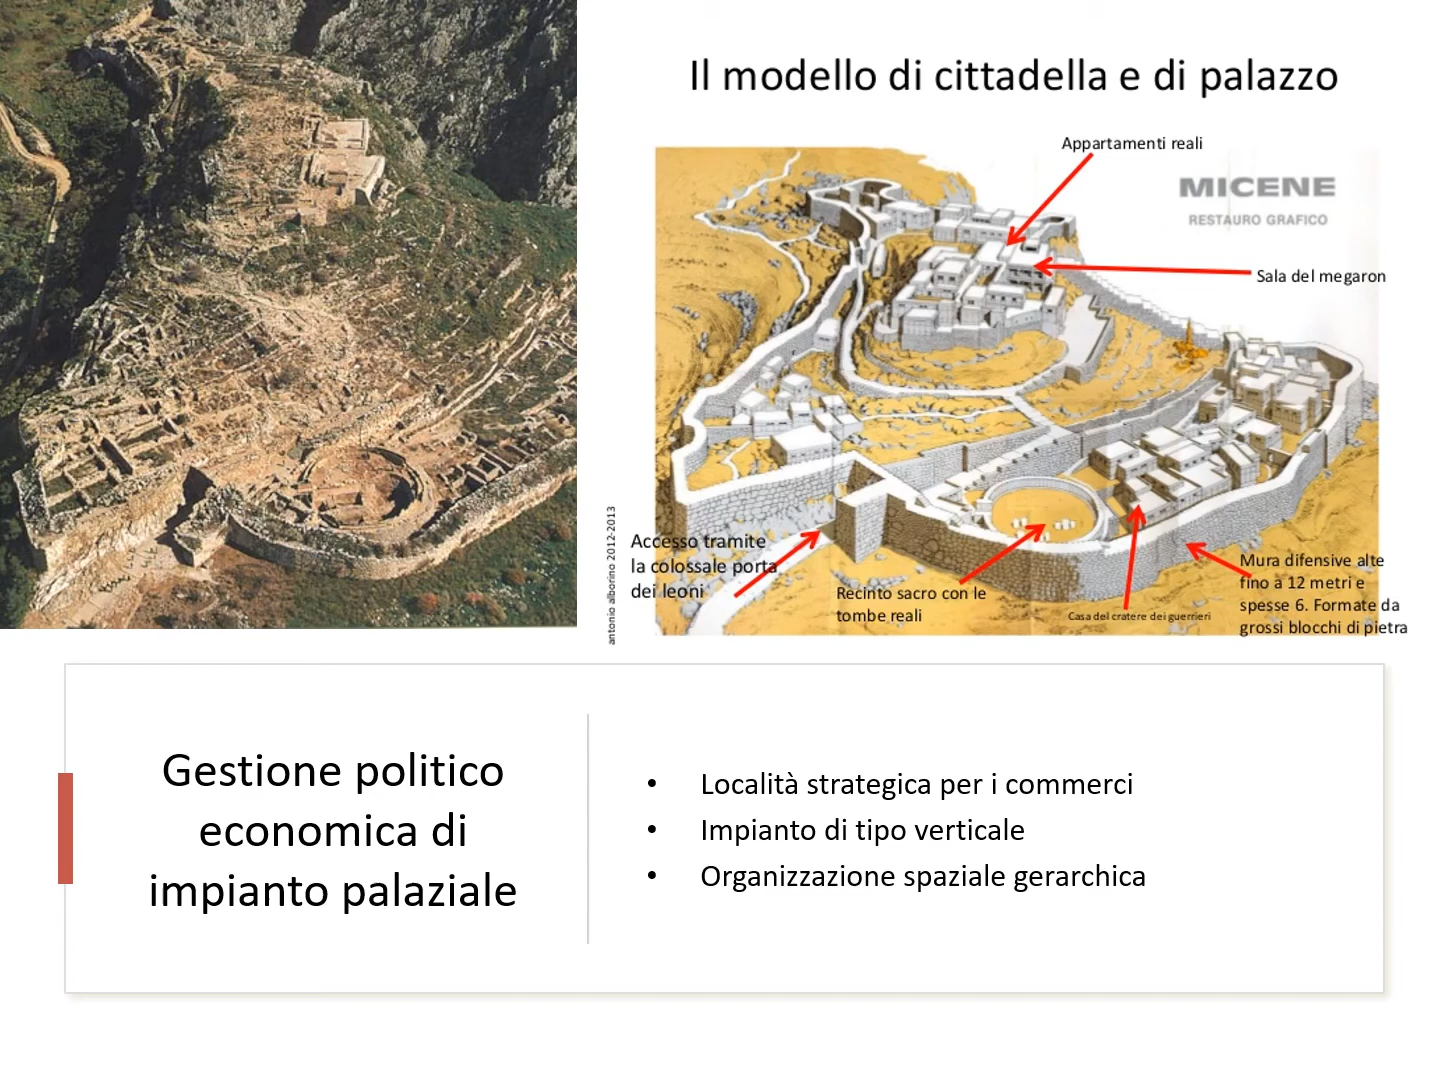 Il modello di cittadella e di palazzo
Appartamenti reali
MICENE
RESTAURO GRAFICO
Sala del megaron
antonio alborino 2012-2013
Accesso tramite
la colossale porta
dei leoni
Recinto sacro con le
tombe reali
Casa del cratere dei guerrieri
Mura difensive alte
fino a 12 metri e
spesse 6. Formate da
grossi blocchi di pietra
Gestione politico
economica di
impianto palaziale
• Località strategica per i commerci
• Impianto di tipo verticale
• Organizzazione spaziale gerarchica